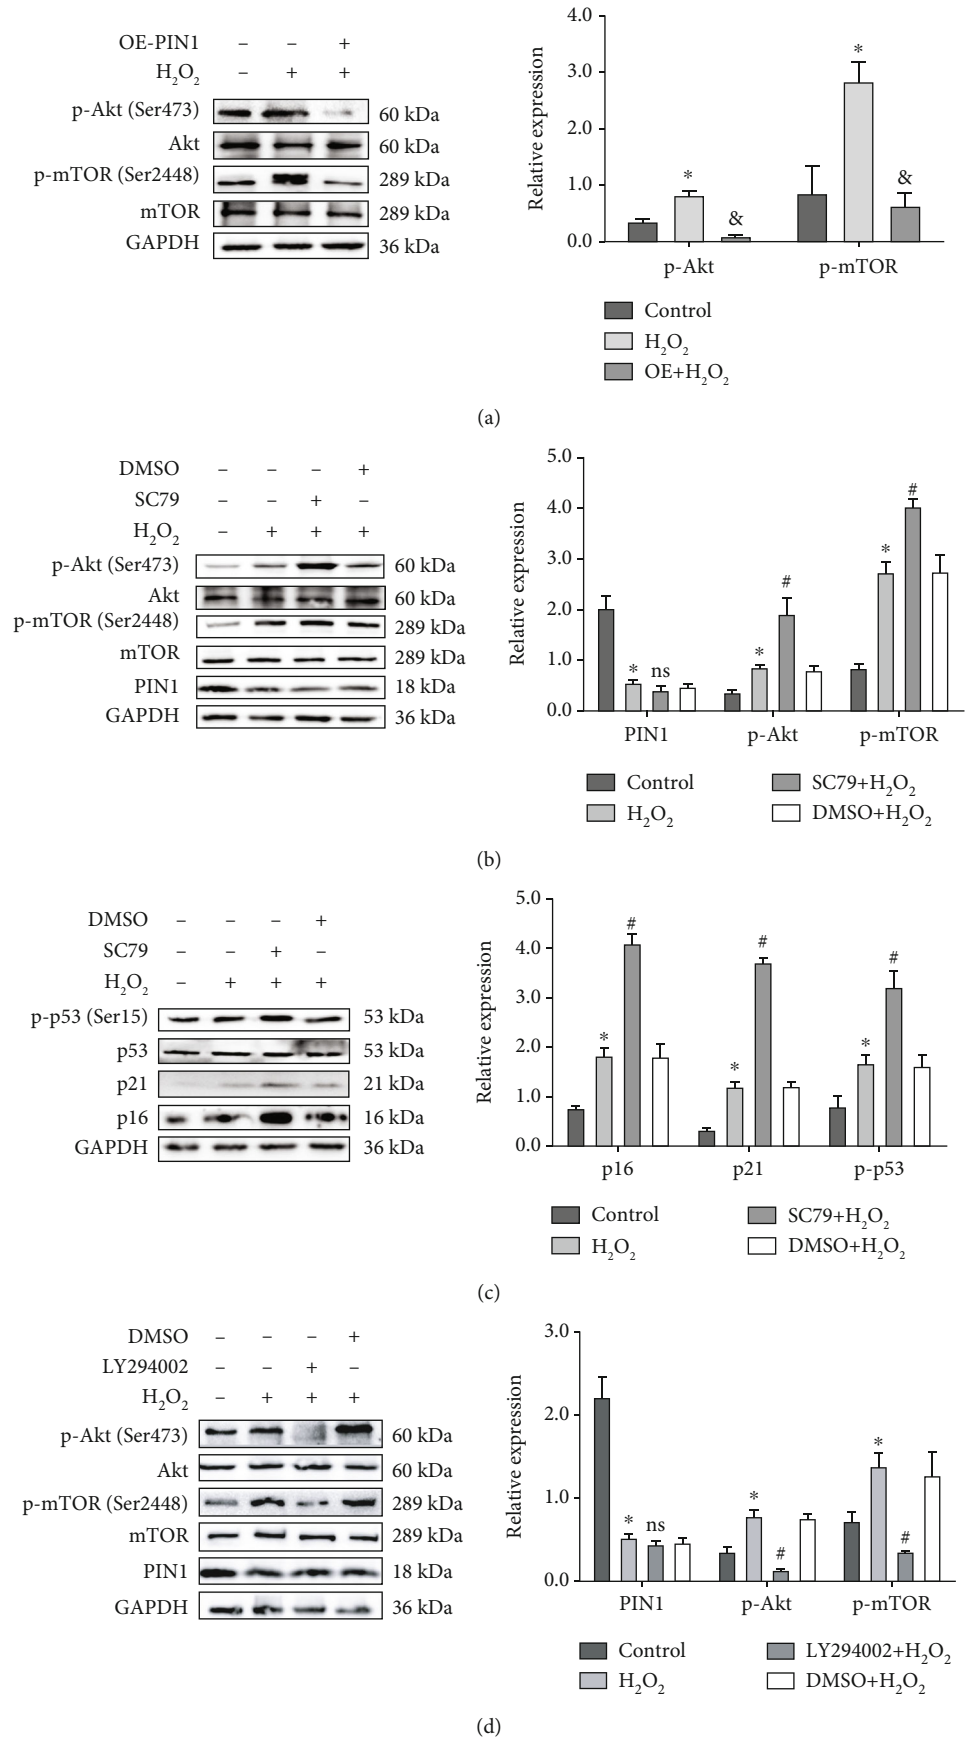 OE-PIN1 – – +
H2O2 – + +
p-Akt (Ser473) 60 kDa
Akt 60 kDa
p-mTOR (Ser2448) 289 kDa
mTOR 289 kDa
GAPDH 36 kDa
Relative expression
4.0
3.0
2.0
1.0
0.0
* & * &
p-Akt p-mTOR
Control
H2O2
OE+H2O2
(a)
DMSO – – – +
SC79 – – + –
H2O2 – + + +
p-Akt (Ser473) 60 kDa
Akt 60 kDa
p-mTOR (Ser2448) 289 kDa
mTOR 289 kDa
PIN1 18 kDa
GAPDH 36 kDa
Relative expression
5.0
4.0
3.0
2.0
1.0
0.0
* ns * # * #
PIN1 p-Akt p-mTOR
Control SC79+H2O2
H2O2 DMSO+H2O2
(b)
DMSO – – – +
SC79 – – + –
H2O2 – + + +
p-p53 (Ser15) 53 kDa
p53 53 kDa
p21 21 kDa
p16 16 kDa
GAPDH 36 kDa
Relative expression
5.0
4.0
3.0
2.0
1.0
0.0
* # * # * #
p16 p21 p-p53
Control SC79+H2O2
H2O2 DMSO+H2O2
(c)
DMSO – – – +
LY294002 – – + –
H2O2 – + + +
p-Akt (Ser473) 60 kDa
Akt 60 kDa
p-mTOR (Ser2448) 289 kDa
mTOR 289 kDa
PIN1 18 kDa
GAPDH 36 kDa
Relative expression
3.0
2.0
1.0
0.0
* ns * # * #
PIN1 p-Akt p-mTOR
Control LY294002+H2O2
H2O2 DMSO+H2O2
(d)